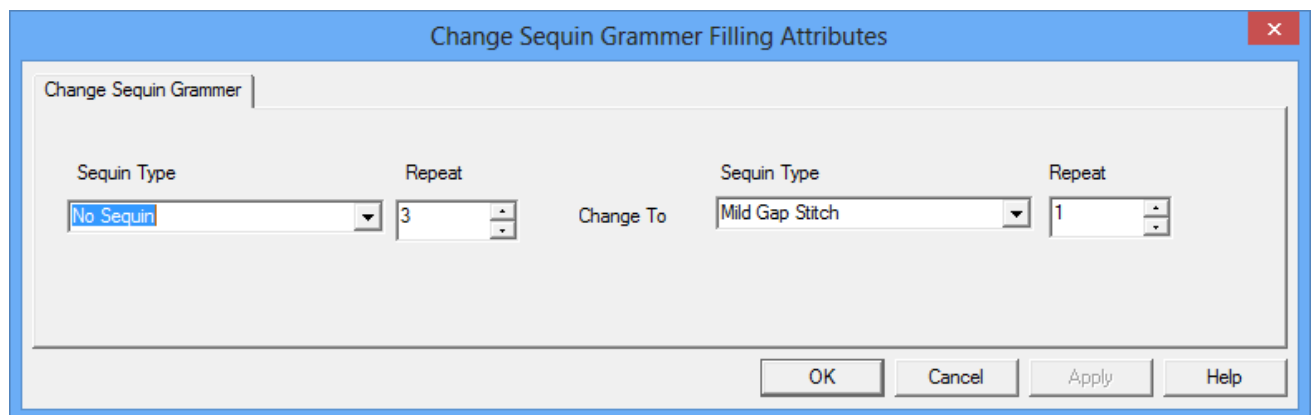 Change Sequin Grammer Filling Attributes
Change Sequin Grammer
Sequin Type Repeat Sequin Type Repeat
No Sequin 3 Change To Mild Gap Stitch 1
OK Cancel Apply Help